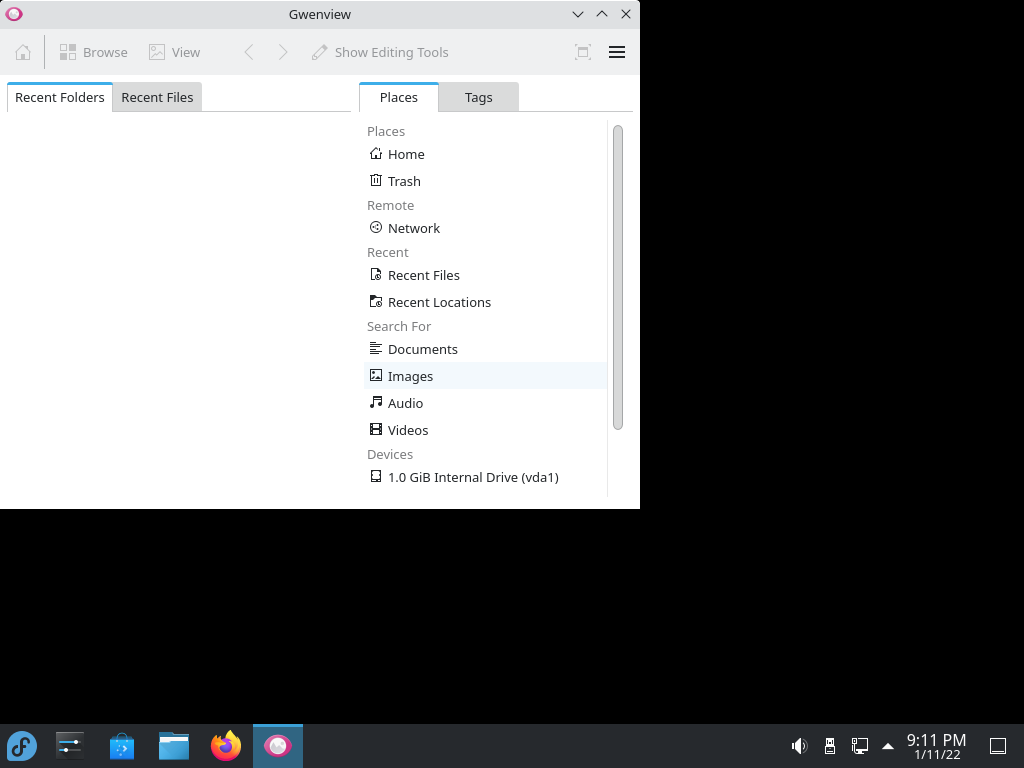 Gwenview
Browse
View
Show Editing Tools
Recent Folders
Recent Files
Places
Tags
Places
Home
Trash
Remote
Network
Recent
Recent Files
Recent Locations
Search For
Documents
Images
Audio
Videos
Devices
1.0 GiB Internal Drive (vda1)
9:11 PM
1/11/22